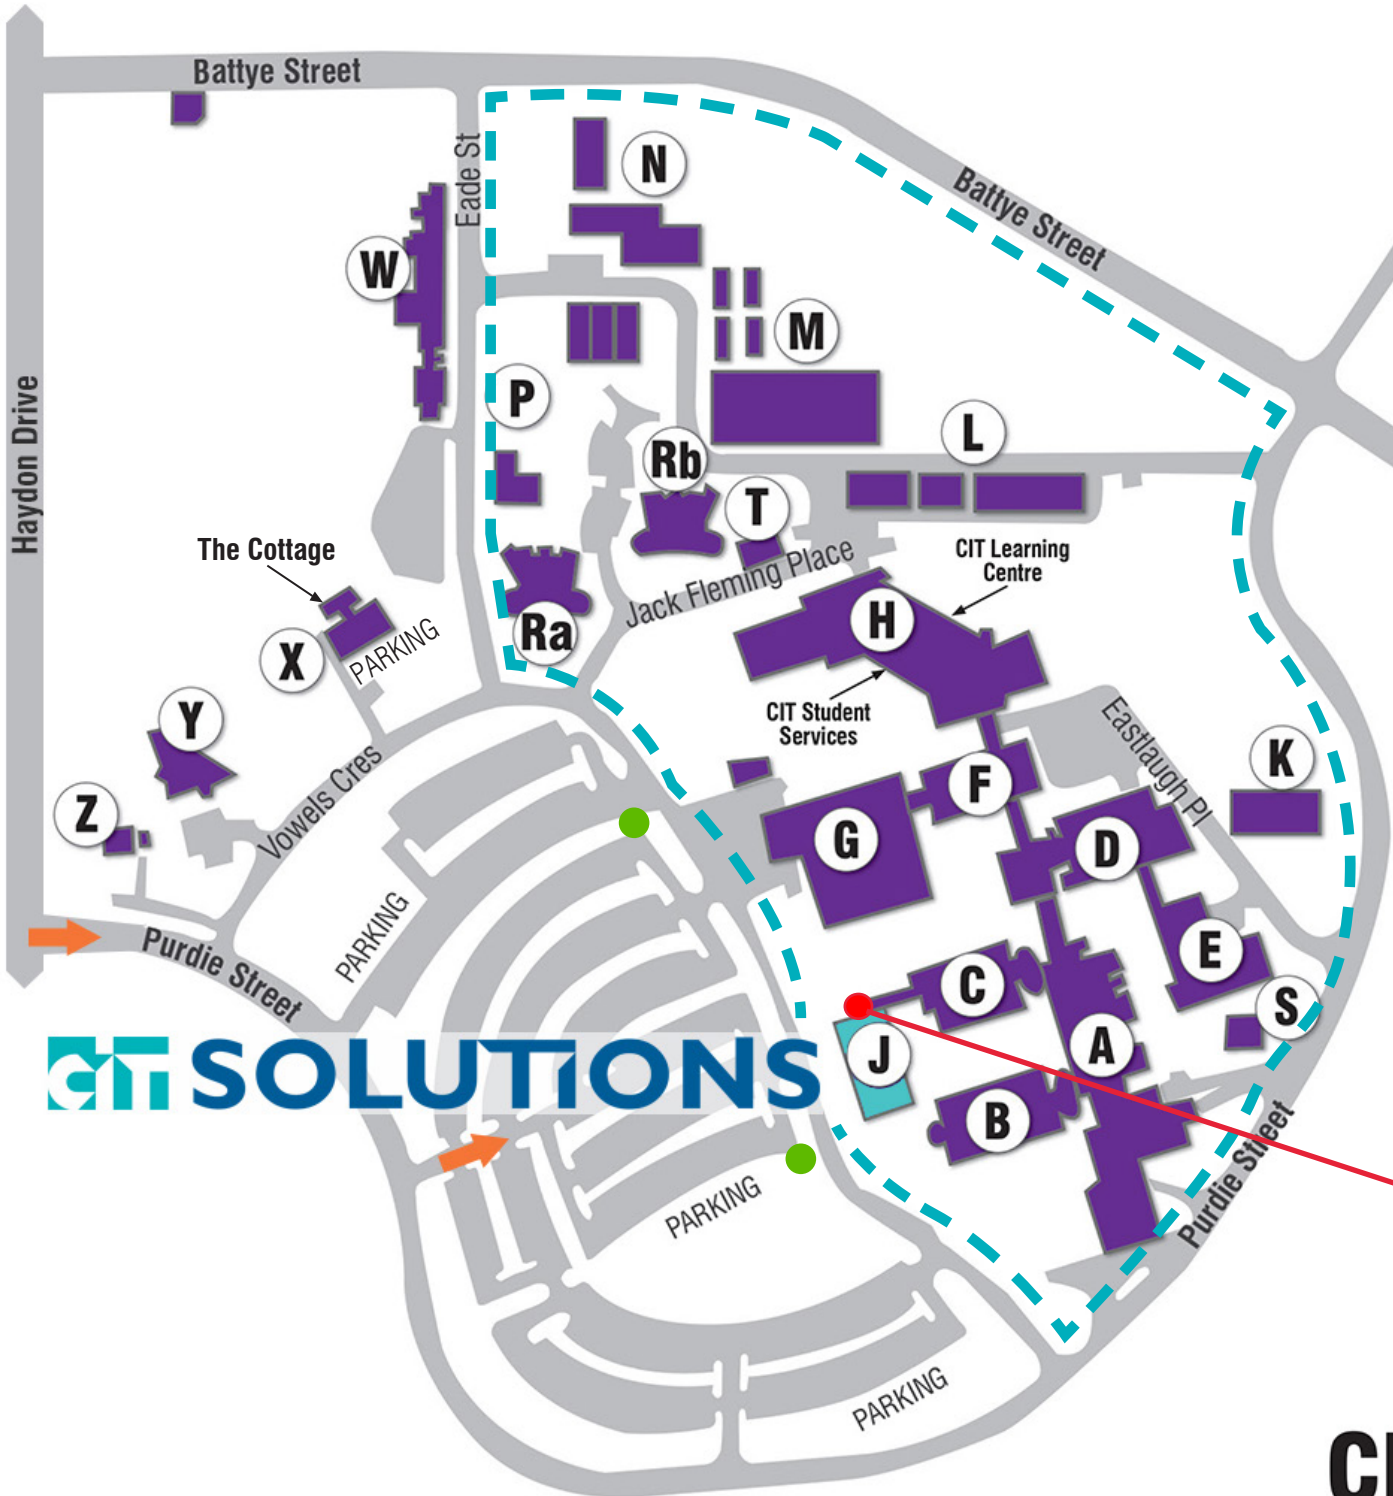 Battye Street
Eade St
N
Battye Street
W
M
Haydon Drive
P
L
Rb
T
The Cottage
CIT Learning
Centre
Jack Fleming Place
H
Ra
X
PARKING
CIT Student
Services
Y
Eastlaugh Pl
K
F
Z
Vowels Cres
G
D
PARKING
Purdie Street
E
C
S
CIT SOLUTIONS
J
A
B
Purdie Street
PARKING
PARKING